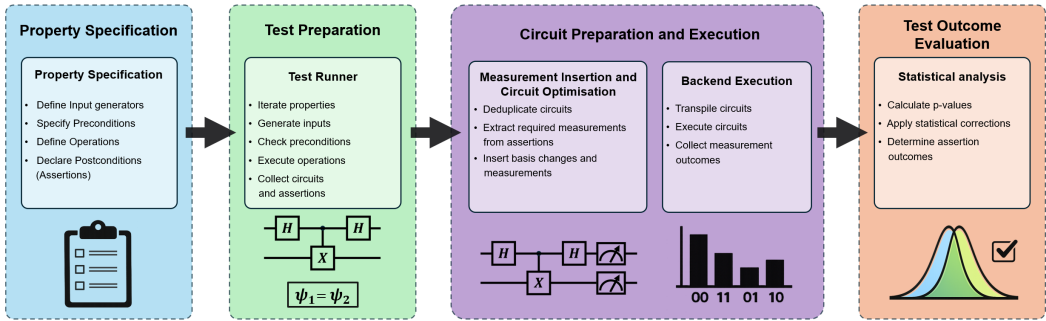 Property Specification
Property Specification
• Define Input generators
• Specify Preconditions
• Define Operations
• Declare Postconditions
(Assertions)
Test Preparation
Test Runner
• Iterate properties
• Generate inputs
• Check preconditions
• Execute operations
• Collect circuits
and assertions
H
H
X
ψ₁ = ψ₂
Circuit Preparation and Execution
Measurement Insertion and
Circuit Optimisation
• Deduplicate circuits
• Extract required measurements
from assertions
• Insert basis changes and
measurements
H
H
X
Backend Execution
• Transpile circuits
• Execute circuits
• Collect measurement
outcomes
00 11 01 10
Test Outcome
Evaluation
Statistical analysis
• Calculate p-values
• Apply statistical corrections
• Determine assertion
outcomes